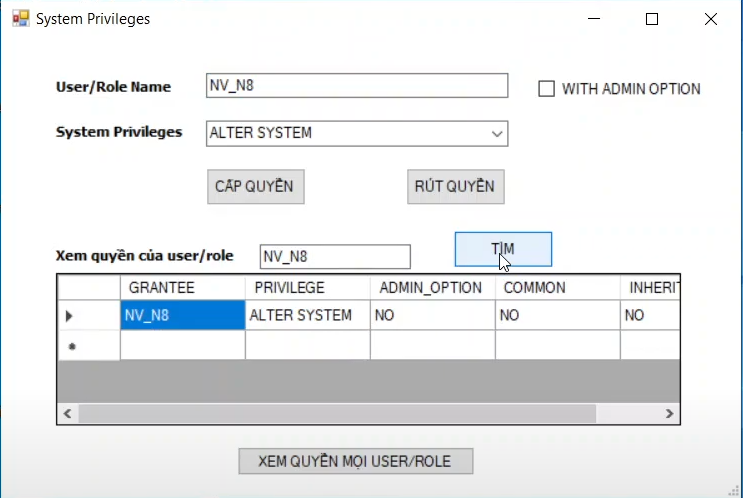 System Privileges
User/Role Name NV_N8 WITH ADMIN OPTION
System Privileges ALTER SYSTEM
CẤP QUYỀN RÚT QUYỀN
Xem quyền của user/role NV_N8 TÌM
GRANTEE PRIVILEGE ADMIN_OPTION COMMON INHERIT
NV_N8 ALTER SYSTEM NO NO NO
XEM QUYỀN MỌI USER/ROLE